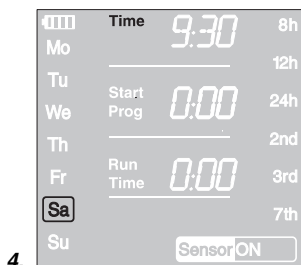 Time 9:30 8h
Mo
12h
Tu
Start Prog 0:00 24h
We
2nd
Th
Run Time 0:00 3rd
Fr
Sa 7th
Su Sensor ON
4.